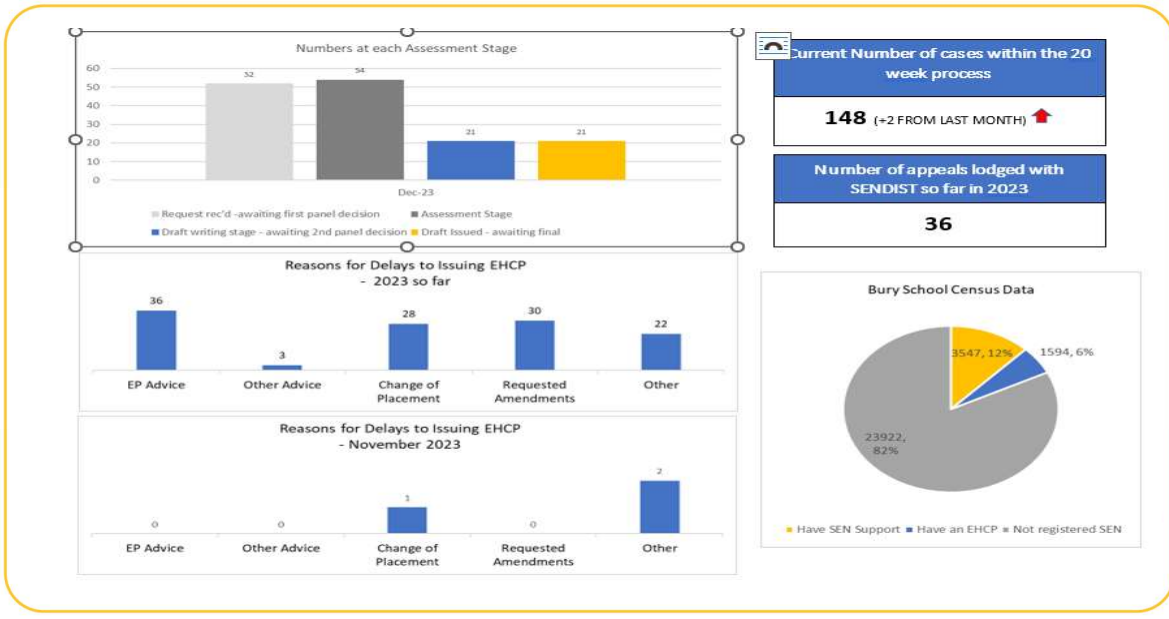 Numbers at each Assessment Stage
60
50
40
30
20
10
0
52
54
21
21
Dec-23
Request rec'd -awaiting first panel decision
Assessment Stage
Draft writing stage - awaiting 2nd panel decision
Draft Issued - awaiting final
Current Number of cases within the 20
week process
148 (+2 FROM LAST MONTH)
Number of appeals lodged with
SENDIST so far in 2023
36
Reasons for Delays to Issuing EHCP
- 2023 so far
36
3
28
30
22
EP Advice
Other Advice
Change of
Placement
Requested
Amendments
Other
Reasons for Delays to Issuing EHCP
- November 2023
0
0
1
0
2
EP Advice
Other Advice
Change of
Placement
Requested
Amendments
Other
Bury School Census Data
3547, 12%
1594, 6%
23922,
82%
Have SEN Support
Have an EHCP
Not registered SEN